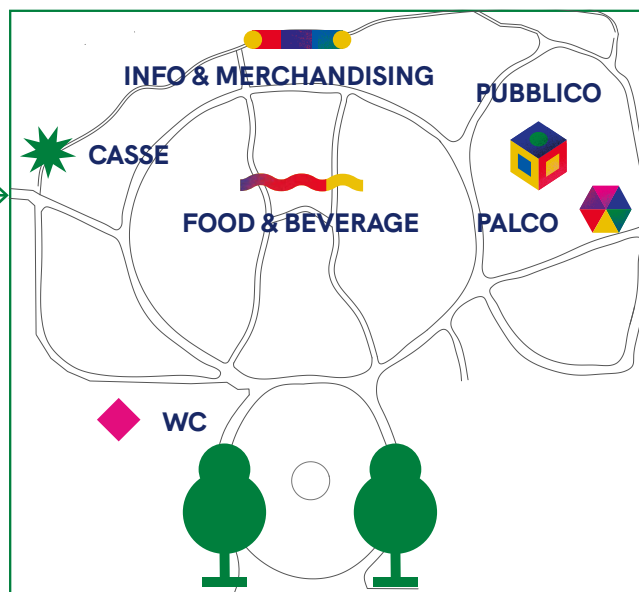 INFO & MERCHANDISING
PUBBLICO
CASSE
FOOD & BEVERAGE
PALCO
WC